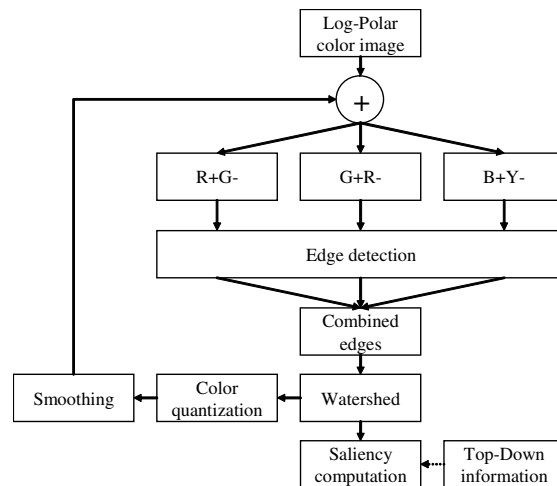 Log-Polar
color image
+
R+G-
G+R-
B+Y-
Edge detection
Combined
edges
Smoothing
Color
quantization
Watershed
Saliency
computation
Top-Down
information